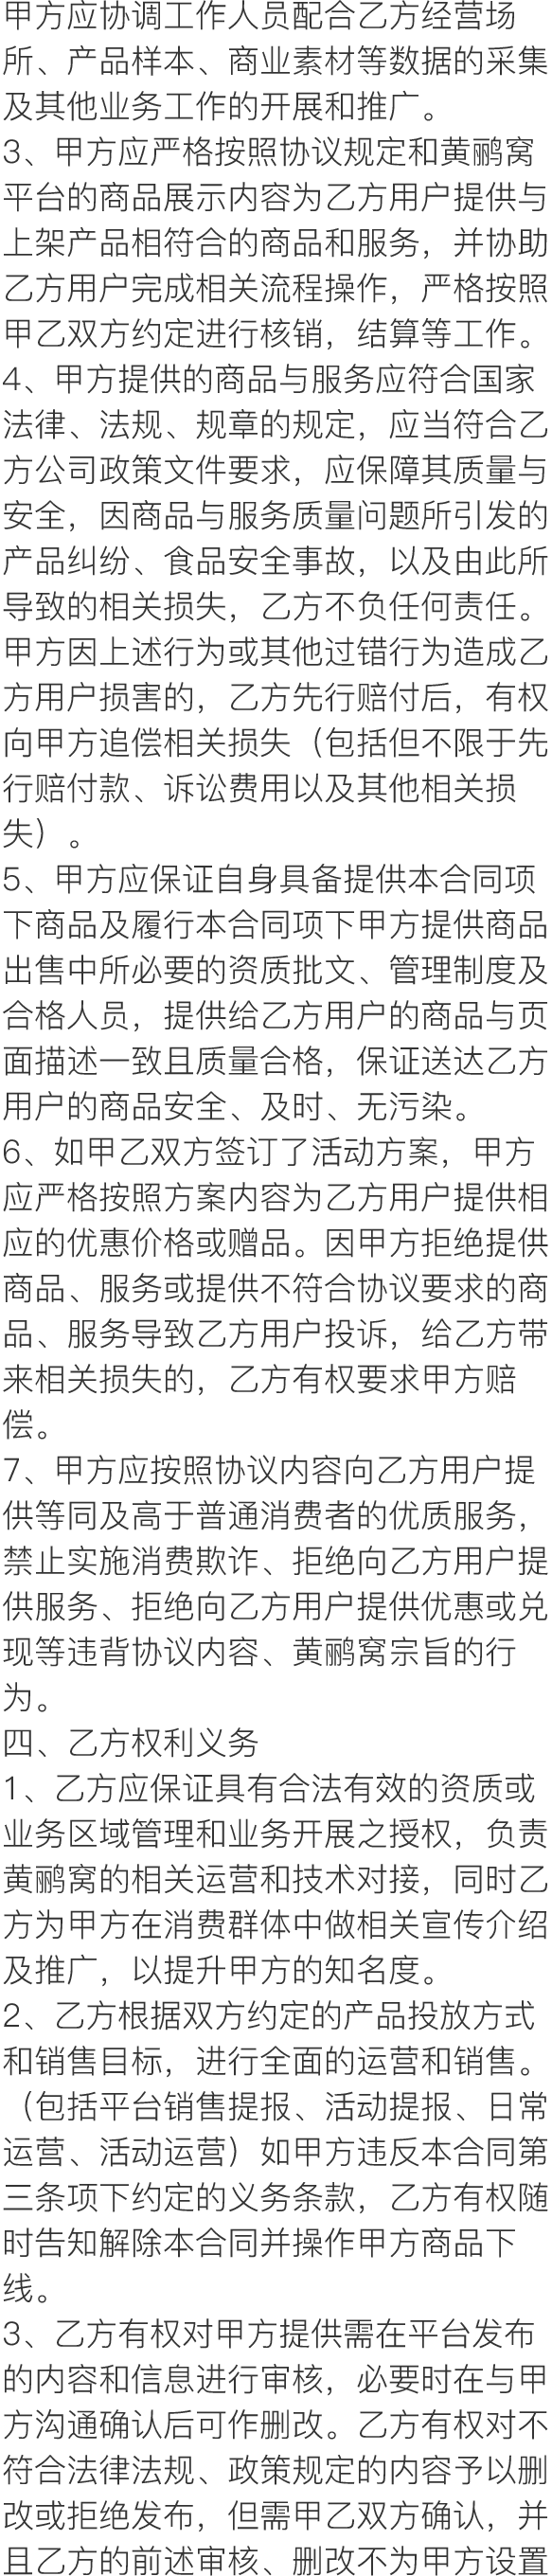 甲方应协调工作人员配合乙方经营场
所、产品样本、商业素材等数据的采集
及其他业务工作的开展和推广。
3、甲方应严格按照协议规定和黄鹂窝
平台的商品展示内容为乙方用户提供与
上架产品相符合的商品和服务，并协助
乙方用户完成相关流程操作，严格按照
甲乙双方约定进行核销，结算等工作。
4、甲方提供的商品与服务应符合国家
法律、法规、规章的规定，应当符合乙
方公司政策文件要求，应保障其质量与
安全，因商品与服务质量问题所引发的
产品纠纷、食品安全事故，以及由此所
导致的相关损失，乙方不负任何责任。
甲方因上述行为或其他过错行为造成乙
方用户损害的，乙方先行赔付后，有权
向甲方追偿相关损失（包括但不限于先
行赔付款、诉讼费用以及其他相关损
失）。
5、甲方应保证自身具备提供本合同项
下商品及履行本合同项下甲方提供商品
出售中所必要的资质批文、管理制度及
合格人员，提供给乙方用户的商品与页
面描述一致且质量合格，保证送达乙方
用户的商品安全、及时、无污染。
6、如甲乙双方签订了活动方案，甲方
应严格按照方案内容为乙方用户提供相
应的优惠价格或赠品。因甲方拒绝提供
商品、服务或提供不符合协议要求的商
品、服务导致乙方用户投诉，给乙方带
来相关损失的，乙方有权要求甲方赔
偿。
7、甲方应按照协议内容向乙方用户提
供等同及高于普通消费者的优质服务，
禁止实施消费欺诈、拒绝向乙方用户提
供服务、拒绝向乙方用户提供优惠或兑
现等违背协议内容、黄鹂窝宗旨的行
为。
四、乙方权利义务
1、乙方应保证具有合法有效的资质或
业务区域管理和业务开展之授权，负责
黄鹂窝的相关运营和技术对接，同时乙
方为甲方在消费群体中做相关宣传介绍
及推广，以提升甲方的知名度。
2、乙方根据双方约定的产品投放方式
和销售目标，进行全面的运营和销售。
（包括平台销售提报、活动提报、日常
运营、活动运营）如甲方违反本合同第
三条项下约定的义务条款，乙方有权随
时告知解除本合同并操作甲方商品下
线。
3、乙方有权对甲方提供需在平台发布
的内容和信息进行审核，必要时在与甲
方沟通确认后可作删改。乙方有权对不
符合法律法规、政策规定的内容予以删
改或拒绝发布，但需甲乙双方确认，并
且乙方的前述审核、删改不为甲方设置